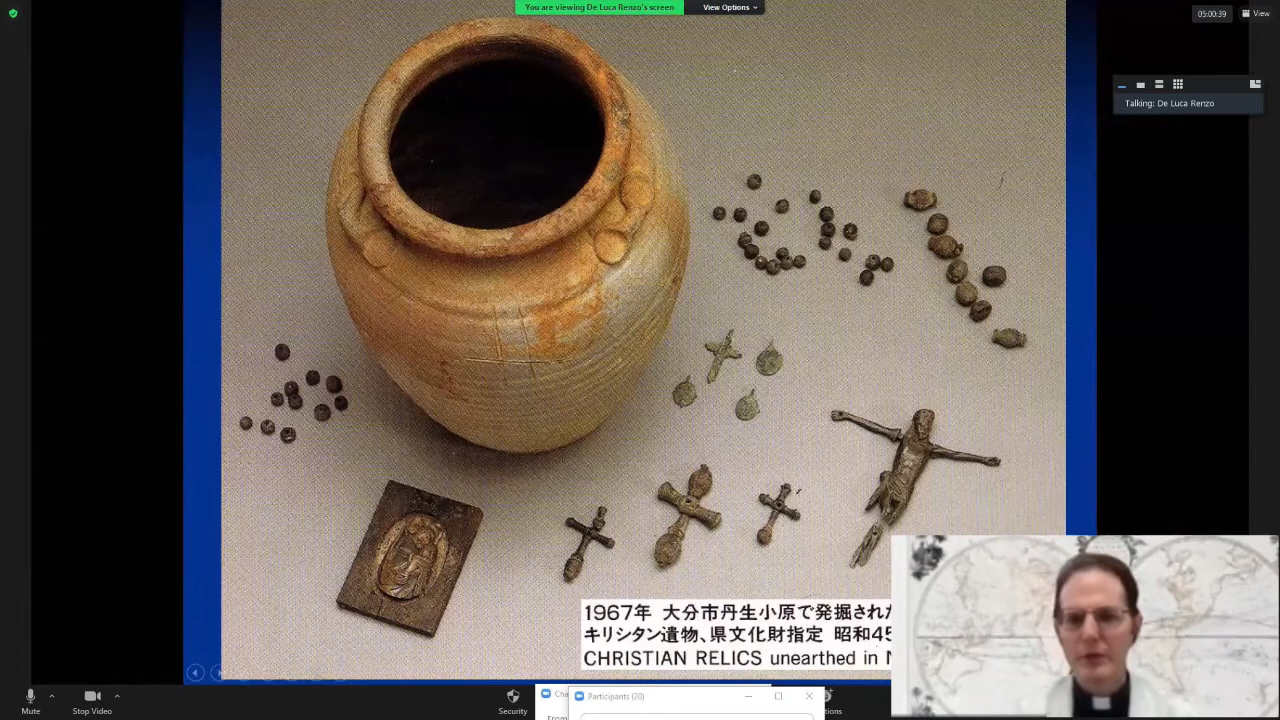 You are viewing De Luca Renzo's screen
View Options
05:00:39
View
Talking: De Luca Renzo
1967年 大分市丹生小原で発掘された
キリシタン遺物、県文化財指定 昭和45
CHRISTIAN RELICS unearthed in
Mute
Stop Video
Security
Participants (20)